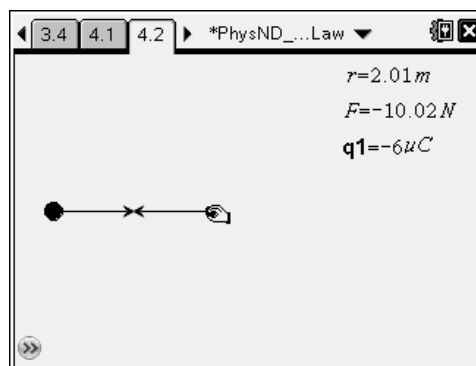 3.4 4.1 4.2 *PhysND_...Law
r=2.01m
F=-10.02N
q1=-6μC